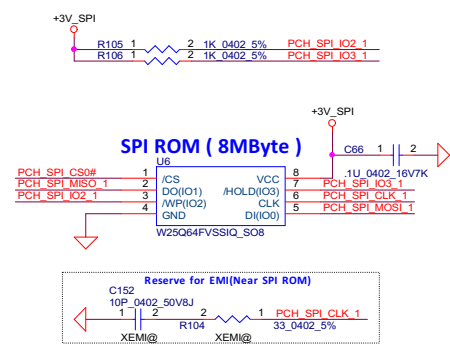 +3V_SPI
R105 1 2 1K_0402_5% PCH_SPI_IO2_1
R106 1 2 1K_0402_5% PCH_SPI_IO3_1
+3V_SPI
SPI ROM ( 8MByte )
C66 1 2
.1U_0402_16V7K
U6
PCH_SPI_CS0# 1 /CS VCC 8
PCH_SPI_MISO_1 2 DO(IO1) /HOLD(IO3) 7 PCH_SPI_IO3_1
PCH_SPI_IO2_1 3 /WP(IO2) CLK 6 PCH_SPI_CLK_1
4 GND DI(IO0) 5 PCH_SPI_MOSI_1
W25Q64FVSSIQ_SO8
Reserve for EMI(Near SPI ROM)
C152
10P_0402_50V8J
1 2 2 1 PCH_SPI_CLK_1
R104 33_0402_5%
XEMI@ XEMI@